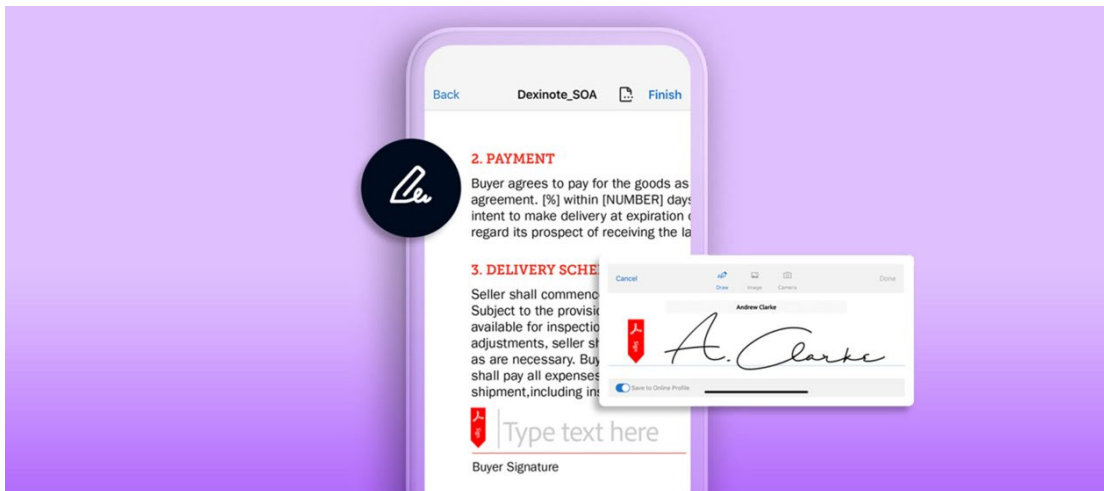 Back Dexinote_SOA Finish
2. PAYMENT
Buyer agrees to pay for the goods as
agreement. [%] within [NUMBER] days
intent to make delivery at expiration
regard its prospect of receiving the la
3. DELIVERY SCHE
Seller shall commenc
Subject to the provisi
available for inspectio
adjustments, seller sh
as are necessary. Buy
shall pay all expenses
shipment,including in
Sign
Type text here
Buyer Signature
Cancel Draw Image Camera Done
Andrew Clarke
Sign
A. Clarke
Save to Online Profile